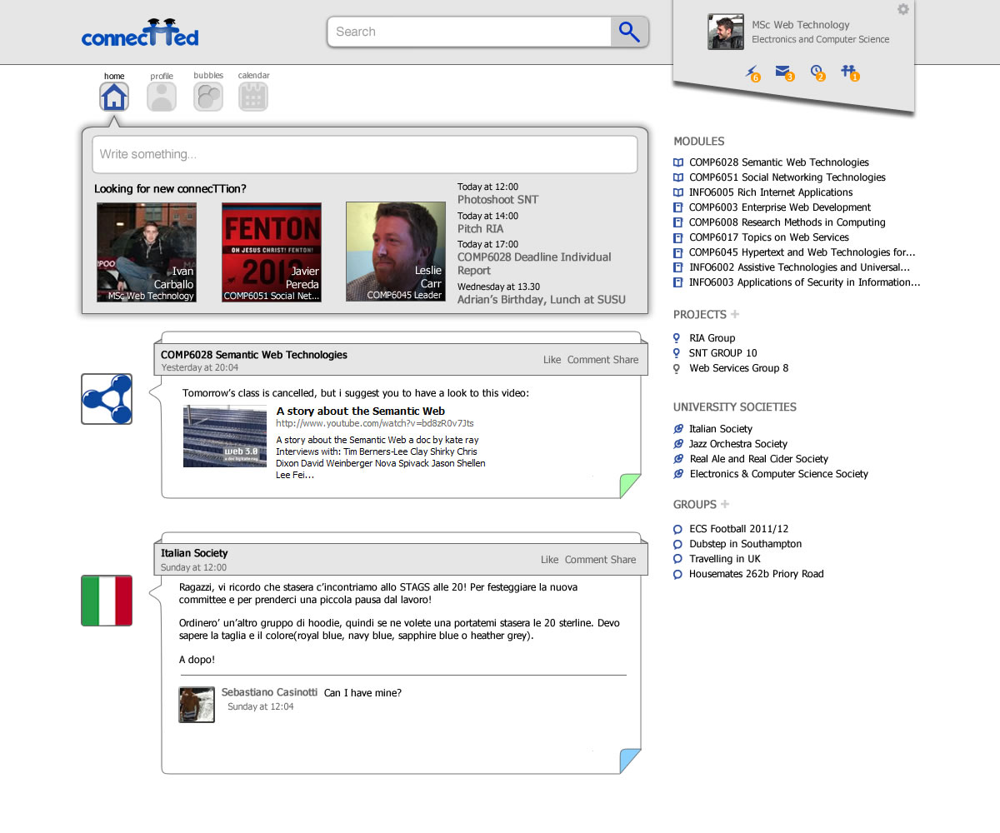 connecTTed
Search
MSc Web Technology
Electronics and Computer Science
6
3
2
1
home
profile
bubbles
calendar
Write something...
Looking for new connecTTion?
Ivan
Carballo
MSc Web Technology
FENTON
OH JESUS CHRIST! FENTON!
2012
Javier
Pereda
COMP6051 Social Net...
Leslie
Carr
COMP6045 Leader
Today at 12:00
Photoshoot SNT
Today at 14:00
Pitch RIA
Today at 17:00
COMP6028 Deadline Individual
Report
Wednesday at 13.30
Adrian’s Birthday, Lunch at SUSU
COMP6028 Semantic Web Technologies
Yesterday at 20:04
Like Comment Share
Tomorrow’s class is cancelled, but i suggest you to have a look to this video:
web 3.0
a doc by kate ray
A story about the Semantic Web
http://www.youtube.com/watch?v=bd8zR0v7Jts
A story about the Semantic Web a doc by kate ray
Interviews with: Tim Berners-Lee Clay Shirky Chris
Dixon David Weinberger Nova Spivack Jason Shellen
Lee Fei...
Italian Society
Sunday at 12:00
Like Comment Share
Ragazzi, vi ricordo che stasera c’incontriamo allo STAGS alle 20! Per festeggiare la nuova
committee e per prenderci una piccola pausa dal lavoro!
Ordinero’ un’altro gruppo di hoodie, quindi se ne volete una portatemi stasera le 20 sterline. Devo
sapere la taglia e il colore(royal blue, navy blue, sapphire blue o heather grey).
A dopo!
Sebastiano Casinotti Can I have mine?
Sunday at 12:04
MODULES
COMP6028 Semantic Web Technologies
COMP6051 Social Networking Technologies
INFO6005 Rich Internet Applications
COMP6003 Enterprise Web Development
COMP6008 Research Methods in Computing
COMP6017 Topics on Web Services
COMP6045 Hypertext and Web Technologies for...
INFO6002 Assistive Technologies and Universal...
INFO6003 Applications of Security in Information...
PROJECTS +
RIA Group
SNT GROUP 10
Web Services Group 8
UNIVERSITY SOCIETIES
Italian Society
Jazz Orchestra Society
Real Ale and Real Cider Society
Electronics & Computer Science Society
GROUPS +
ECS Football 2011/12
Dubstep in Southampton
Travelling in UK
Housemates 262b Priory Road